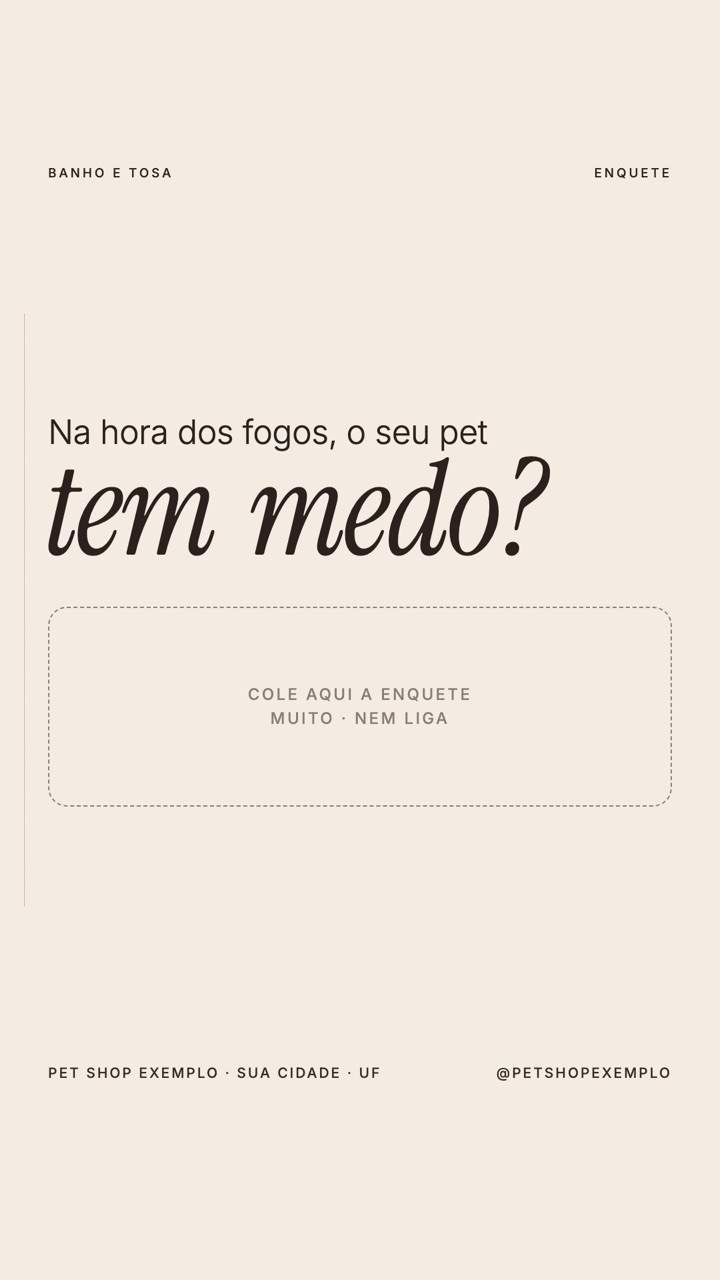 BANHO E TOSA
ENQUETE
Na hora dos fogos, o seu pet
tem medo?
COLE AQUI A ENQUETE
MUITO · NEM LIGA
PET SHOP EXEMPLO · SUA CIDADE · UF
@PETSHOPEXEMPLO